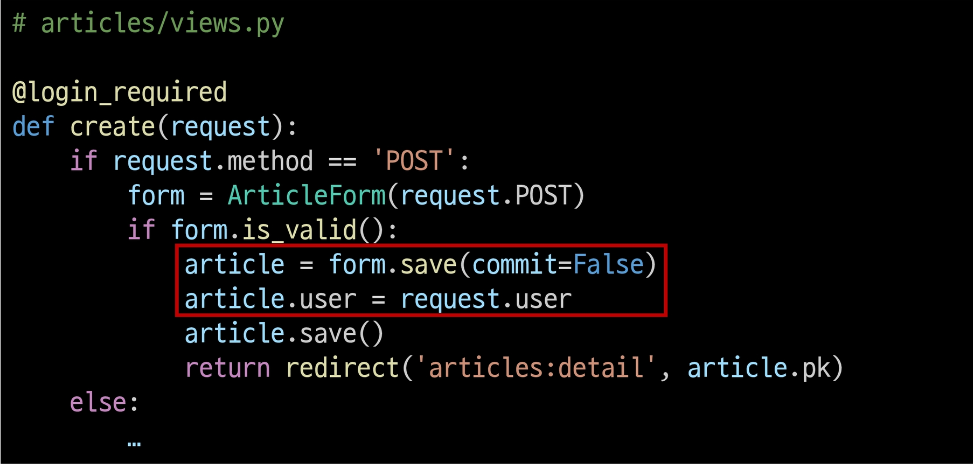 # articles/views.py
@login_required
def create(request):
    if request.method == 'POST':
        form = ArticleForm(request.POST)
        if form.is_valid():
            article = form.save(commit=False)
            article.user = request.user
            article.save()
            return redirect('articles:detail', article.pk)
    else:
        …